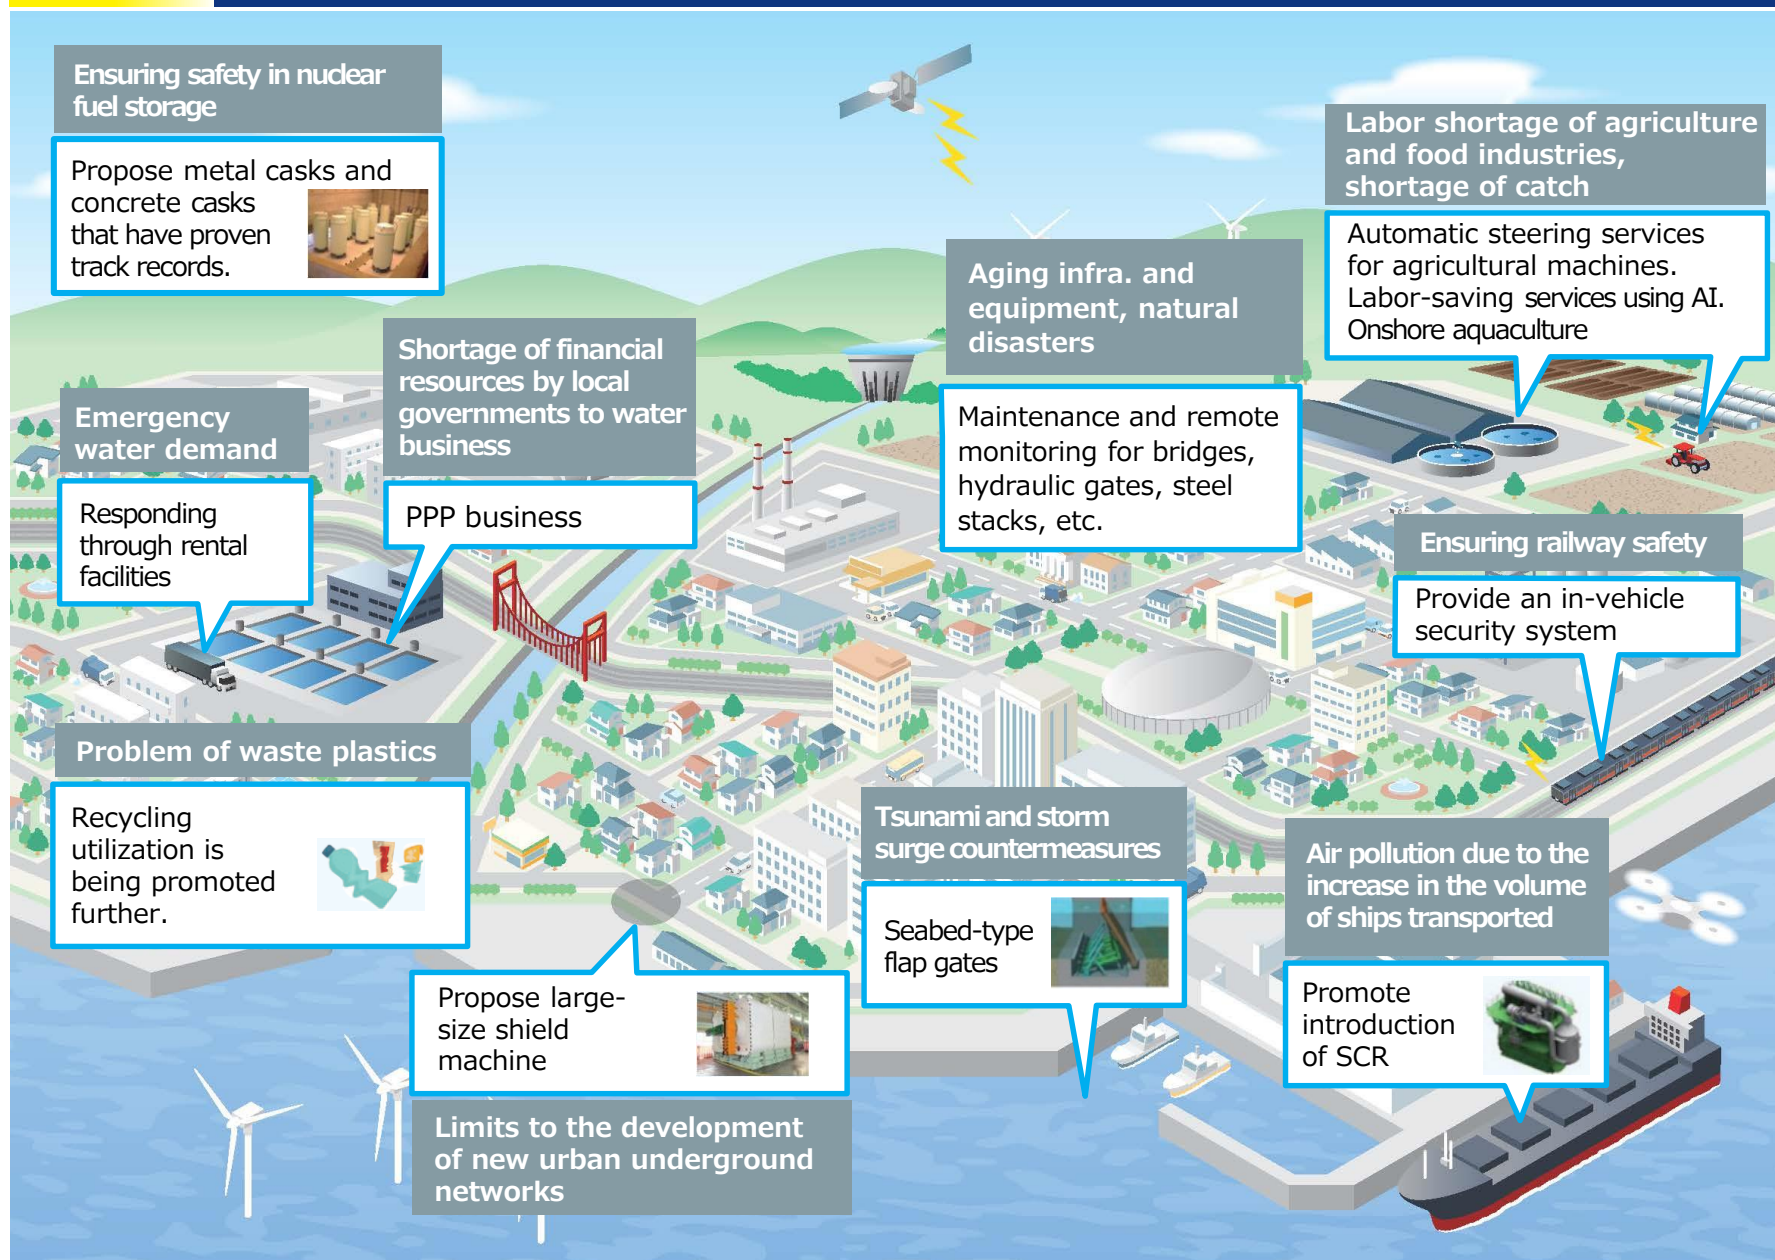 Ensuring safety in nuclear
fuel storage
Propose metal casks and
concrete casks
that have proven
track records.
Labor shortage of agriculture
and food industries,
shortage of catch
Automatic steering services
for agricultural machines.
Labor-saving services using AI.
Onshore aquaculture
Aging infra. and
equipment, natural
disasters
Maintenance and remote
monitoring for bridges,
hydraulic gates, steel
stacks, etc.
Shortage of financial
resources by local
governments to water
business
PPP business
Emergency
water demand
Responding
through rental
facilities
Ensuring railway safety
Provide an in-vehicle
security system
Problem of waste plastics
Recycling
utilization is
being promoted
further.
Tsunami and storm
surge countermeasures
Seabed-type
flap gates
Air pollution due to the
increase in the volume
of ships transported
Promote
introduction
of SCR
Propose large-
size shield
machine
Limits to the development
of new urban underground
networks